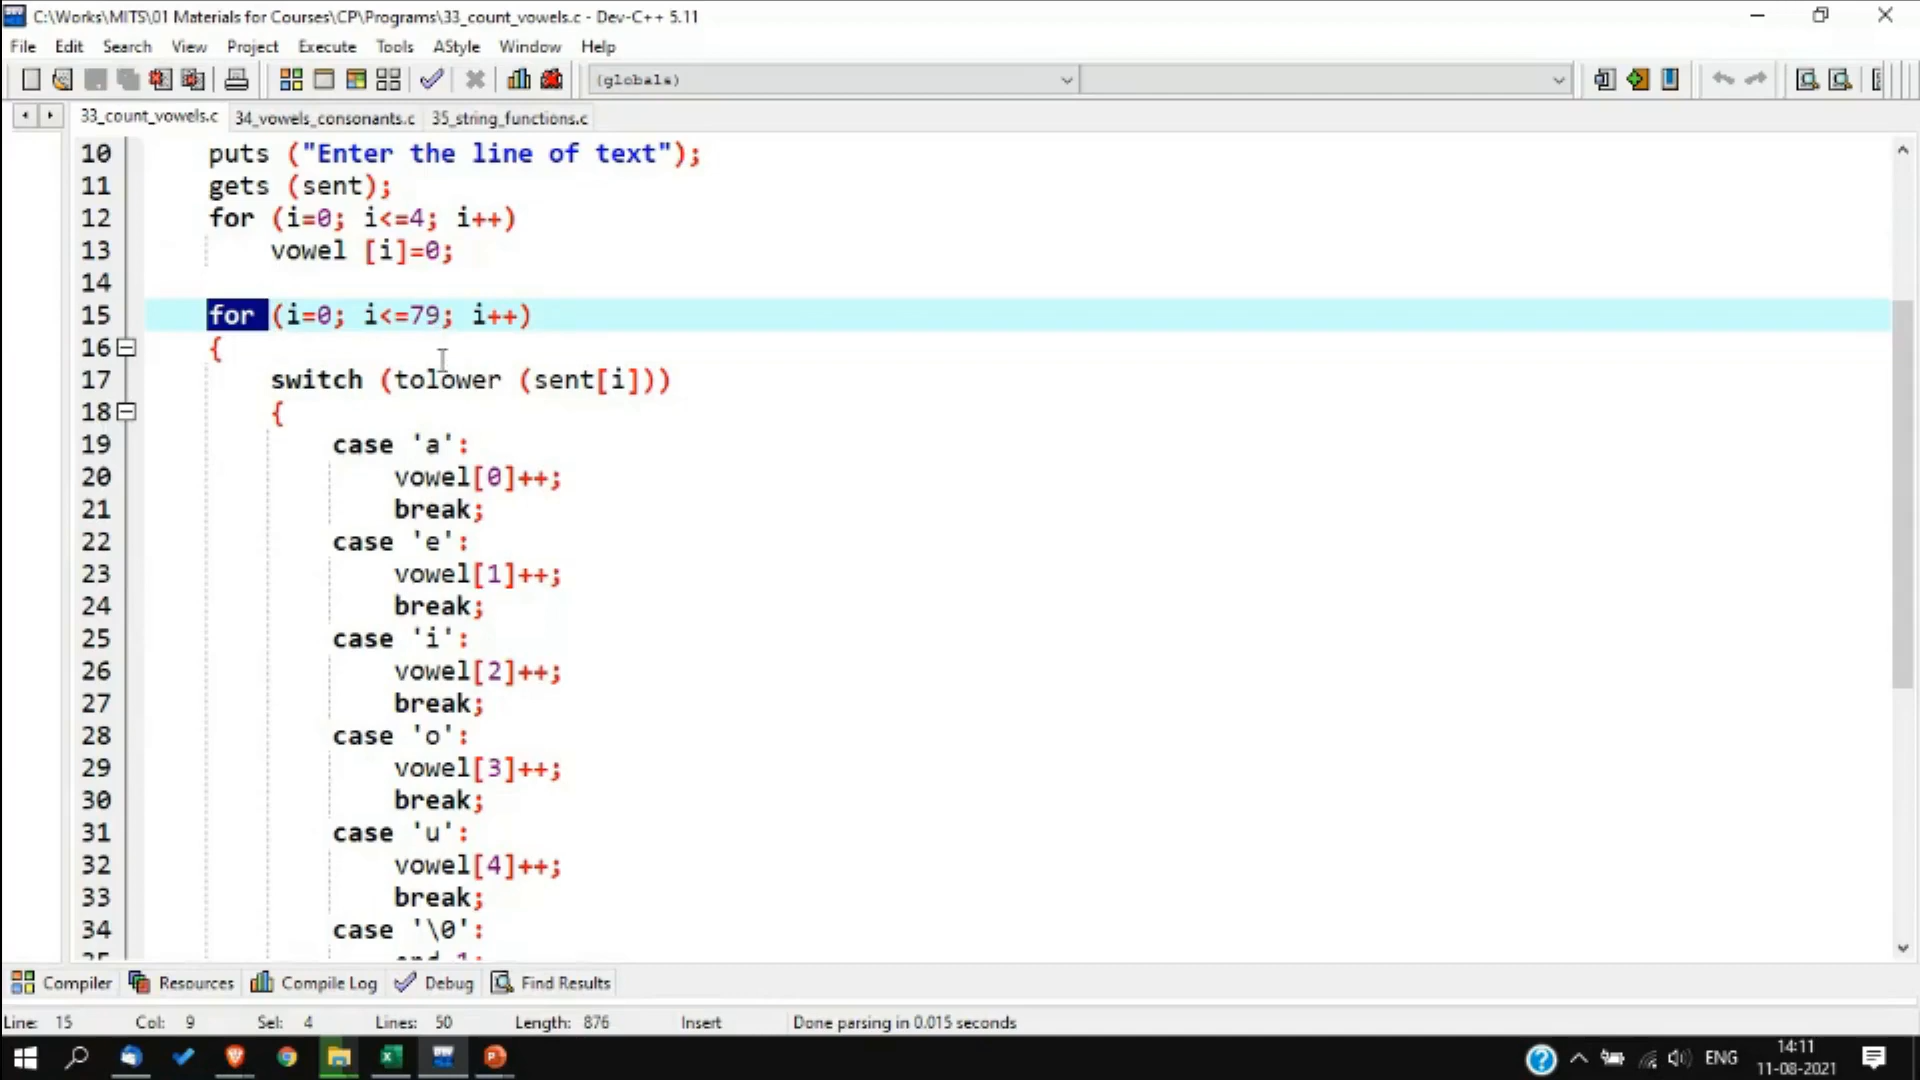 C:\Works\MITS\01 Materials for Courses\CP\Programs\33_count_vowels.c - Dev-C++ 5.11
File Edit Search View Project Execute Tools AStyle Window Help
(globals)
33_count_vowels.c 34_vowels_consonants.c 35_string_functions.c
10 puts ("Enter the line of text");
11 gets (sent);
12 for (i=0; i<=4; i++)
13 vowel [i]=0;
14
15 for (i=0; i<=79; i++)
16 {
17 switch (tolower (sent[i]))
18 {
19 case 'a':
20 vowel[0]++;
21 break;
22 case 'e':
23 vowel[1]++;
24 break;
25 case 'i':
26 vowel[2]++;
27 break;
28 case 'o':
29 vowel[3]++;
30 break;
31 case 'u':
32 vowel[4]++;
33 break;
34 case '\0':
Compiler Resources Compile Log Debug Find Results
Line: 15 Col: 9 Sel: 4 Lines: 50 Length: 876 Insert Done parsing in 0.015 seconds
ENG 14:11
11-08-2021